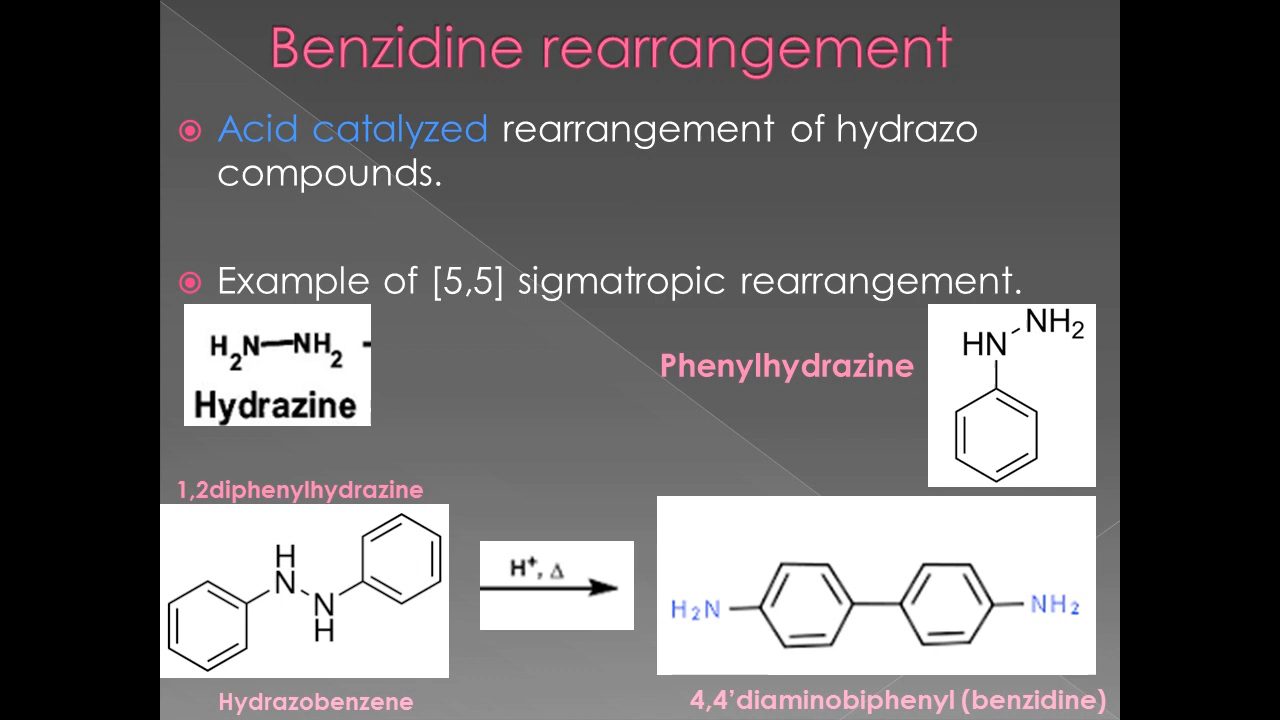 Benzidine rearrangement
Acid catalyzed rearrangement of hydrazo
compounds.
Example of [5,5] sigmatropic rearrangement.
H₂N—NH₂ -
Hydrazine
Phenylhydrazine
NH₂
HN
1,2diphenylhydrazine
H
N
N
H
H⁺, Δ
H₂N
NH₂
Hydrazobenzene
4,4’diaminobiphenyl (benzidine)